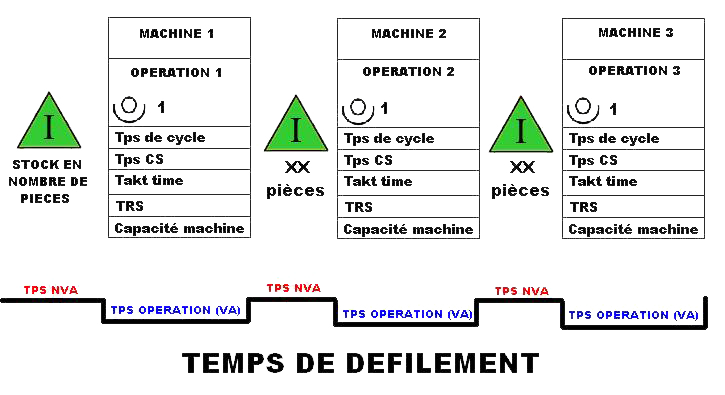 MACHINE 1
OPERATION 1
1
Tps de cycle
Tps CS
Takt time
TRS
Capacité machine
MACHINE 2
OPERATION 2
1
Tps de cycle
Tps CS
Takt time
TRS
Capacité machine
MACHINE 3
OPERATION 3
1
Tps de cycle
Tps CS
Takt time
TRS
Capacité machine
I
STOCK EN
NOMBRE DE
PIECES
I
XX
pièces
I
XX
pièces
TPS NVA
TPS OPERATION (VA)
TPS NVA
TPS OPERATION (VA)
TPS NVA
TPS OPERATION (VA)
TEMPS DE DEFILEMENT